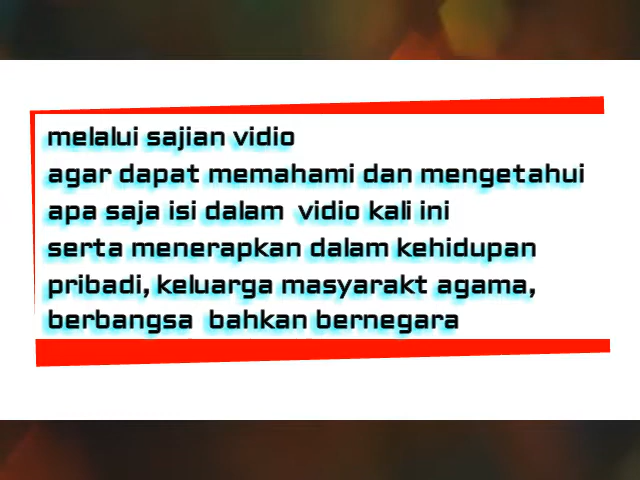 melalui sajian vidio
agar dapat memahami dan mengetahui
apa saja isi dalam vidio kali ini
serta menerapkan dalam kehidupan
pribadi, keluarga masyarakt agama,
berbangsa bahkan bernegara